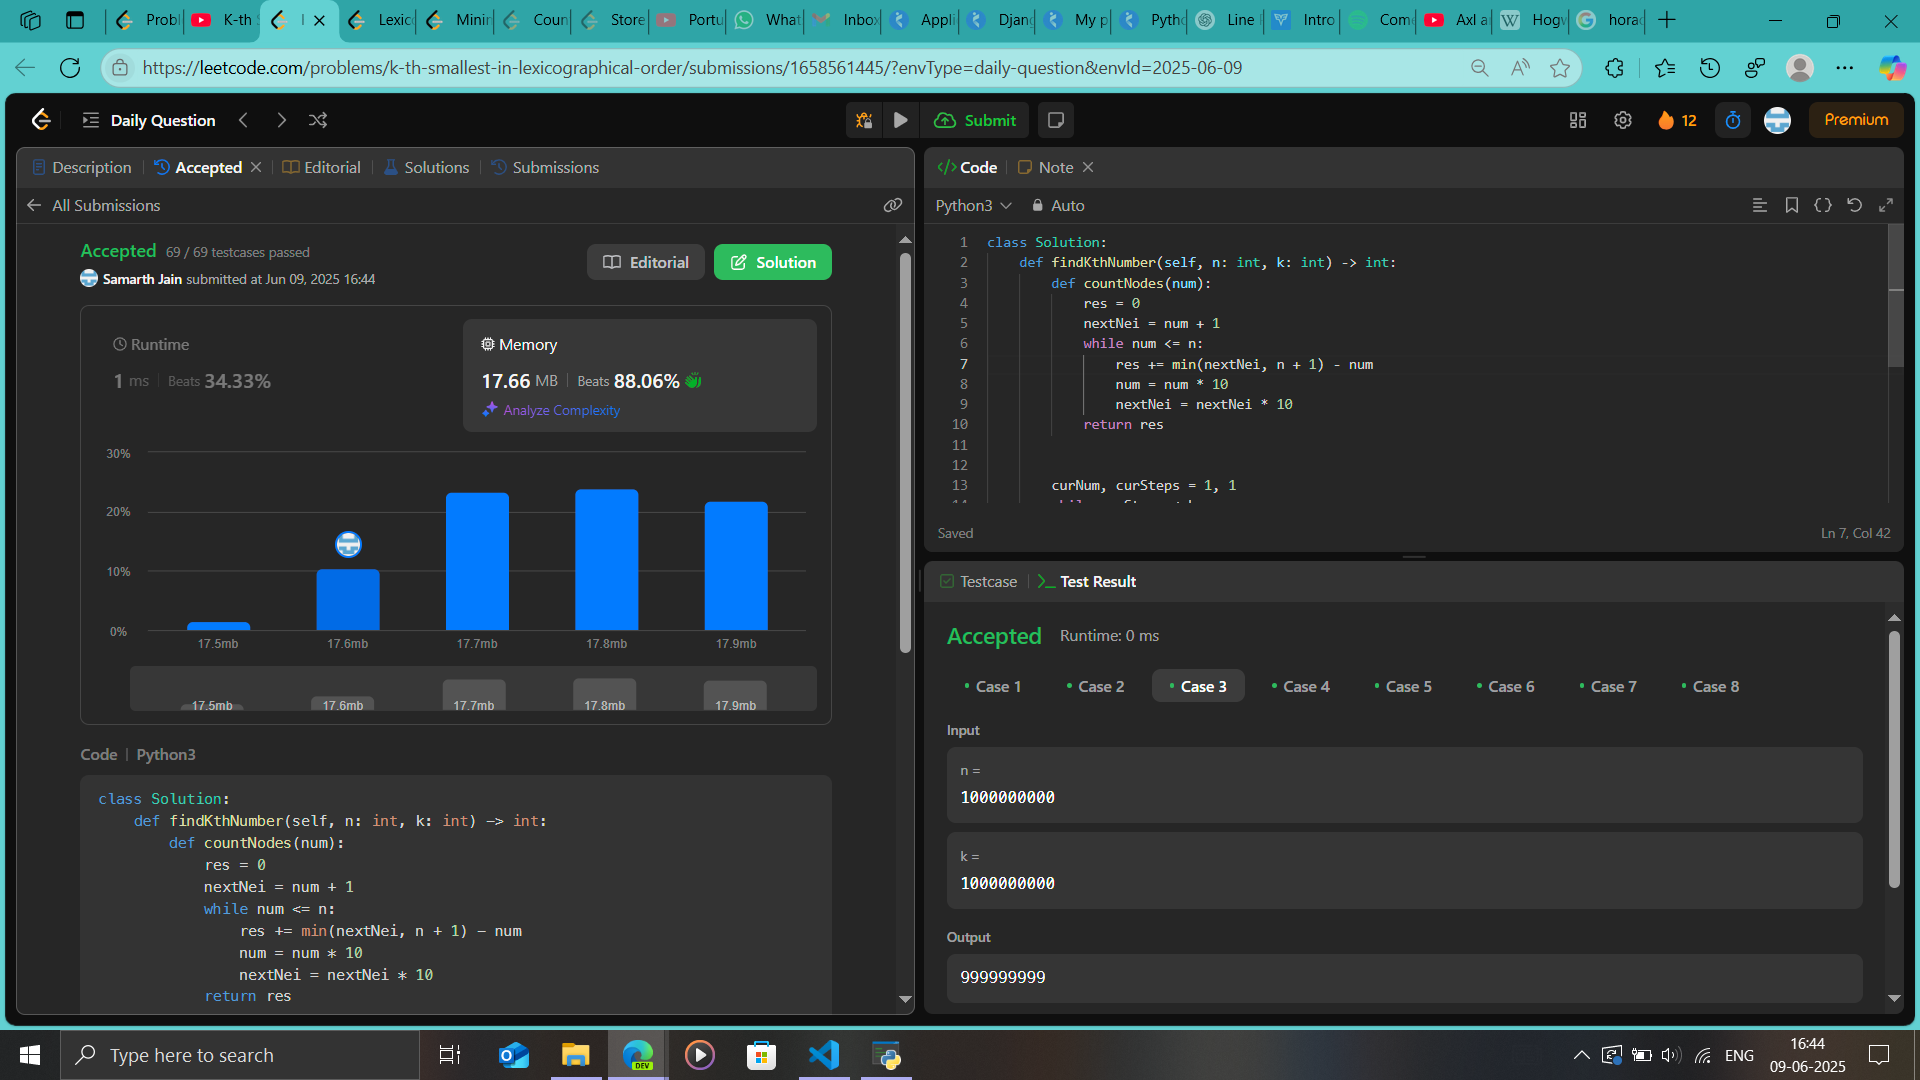 Probl
K-th S
Lexico
Minin
Coun
Store
Portu
What
Inbox
Appli
Djang
My p
Pytho
Line
Intro
Come
Axl a
Hogw
horac
https://leetcode.com/problems/k-th-smallest-in-lexicographical-order/submissions/1658561445/?envType=daily-question&envId=2025-06-09
Daily Question
Submit
12
Premium
Description
Accepted
Editorial
Solutions
Submissions
All Submissions
Accepted 69 / 69 testcases passed
Samarth Jain submitted at Jun 09, 2025 16:44
Editorial
Solution
Runtime
1 ms | Beats 34.33%
Memory
17.66 MB | Beats 88.06%
Analyze Complexity
30%
20%
10%
0%
17.5mb 17.6mb 17.7mb 17.8mb 17.9mb
17.5mb 17.6mb 17.7mb 17.8mb 17.9mb
Code | Python3
class Solution:
def findKthNumber(self, n: int, k: int) -> int:
def countNodes(num):
res = 0
nextNei = num + 1
while num <= n:
res += min(nextNei, n + 1) - num
num = num * 10
nextNei = nextNei * 10
return res
Code
Note
Python3
Auto
1 class Solution:
2 def findKthNumber(self, n: int, k: int) -> int:
3 def countNodes(num):
4 res = 0
5 nextNei = num + 1
6 while num <= n:
7 res += min(nextNei, n + 1) - num
8 num = num * 10
9 nextNei = nextNei * 10
10 return res
11
12
13 curNum, curSteps = 1, 1
Saved
Ln 7, Col 42
Testcase
Test Result
Accepted Runtime: 0 ms
Case 1
Case 2
Case 3
Case 4
Case 5
Case 6
Case 7
Case 8
Input
n =
1000000000
k =
1000000000
Output
999999999
Type here to search
DEV
ENG
16:44
09-06-2025